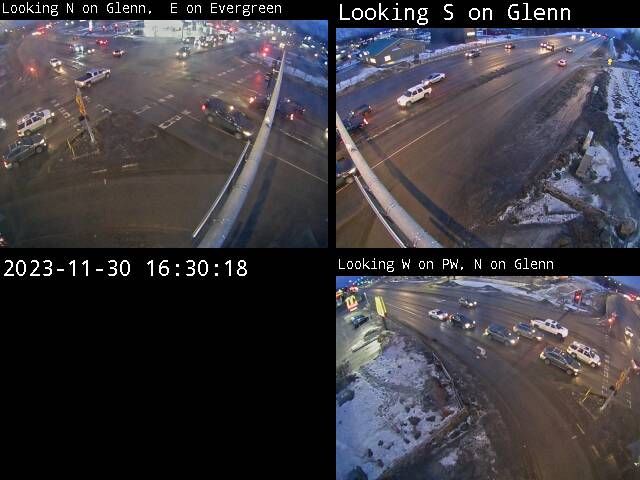 Looking N on Glenn,  E on Evergreen
Looking S on Glenn
2023-11-30 16:30:18
Looking W on PW, N on Glenn